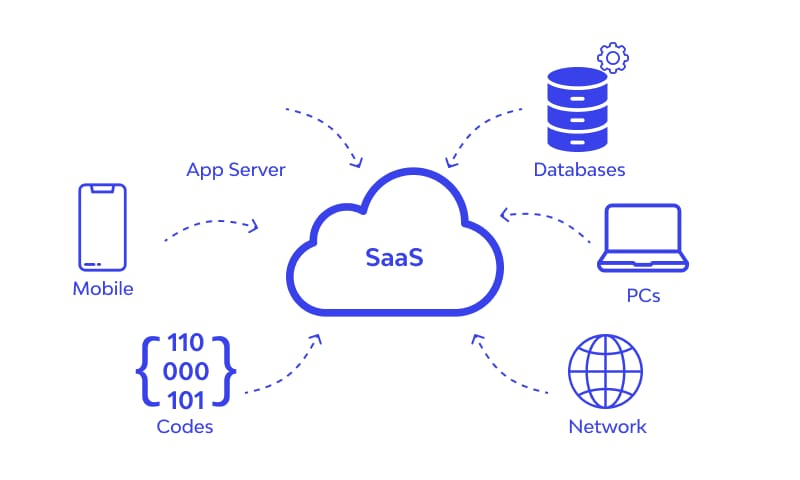 App Server
Databases
SaaS
Mobile
PCs
110
000
101
Codes
Network